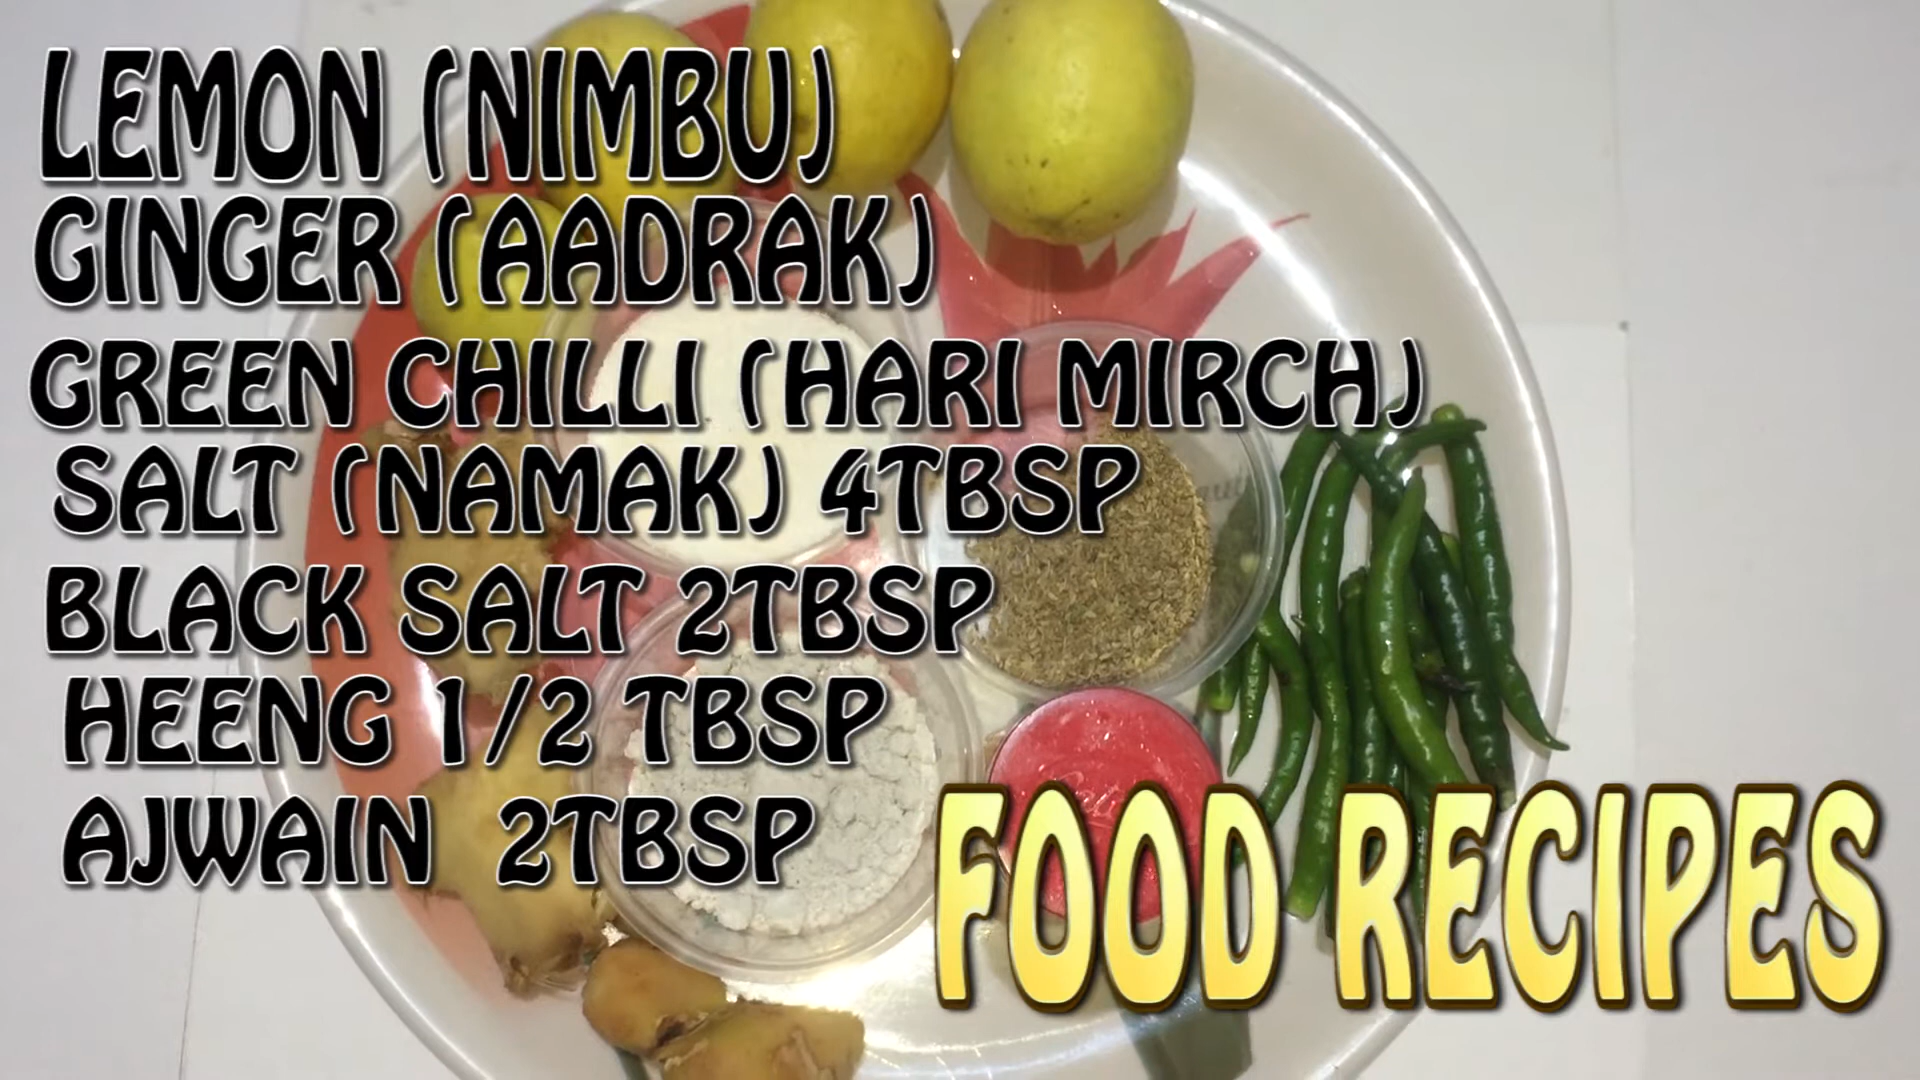 LEMON (NIMBU)
GINGER (AADRAK)
GREEN CHILLI (HARI MIRCH)
SALT (NAMAK) 4TBSP
BLACK SALT 2TBSP
HEENG 1/2 TBSP
AJWAIN 2TBSP
FOOD RECIPES